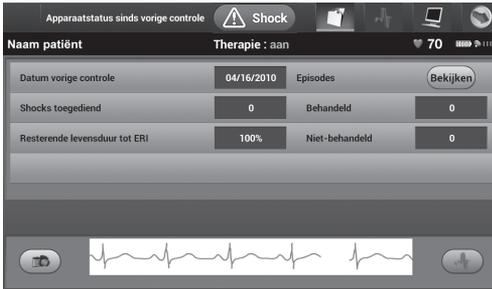 Apparaatstatus sinds vorige controle Shock
Naam patiënt Therapie : aan 70
Datum vorige controle 04/16/2010 Episodes Bekijken
Shocks toegediend 0 Behandeld 0
Resterende levensduur tot ERI 100% Niet-behandeld 0